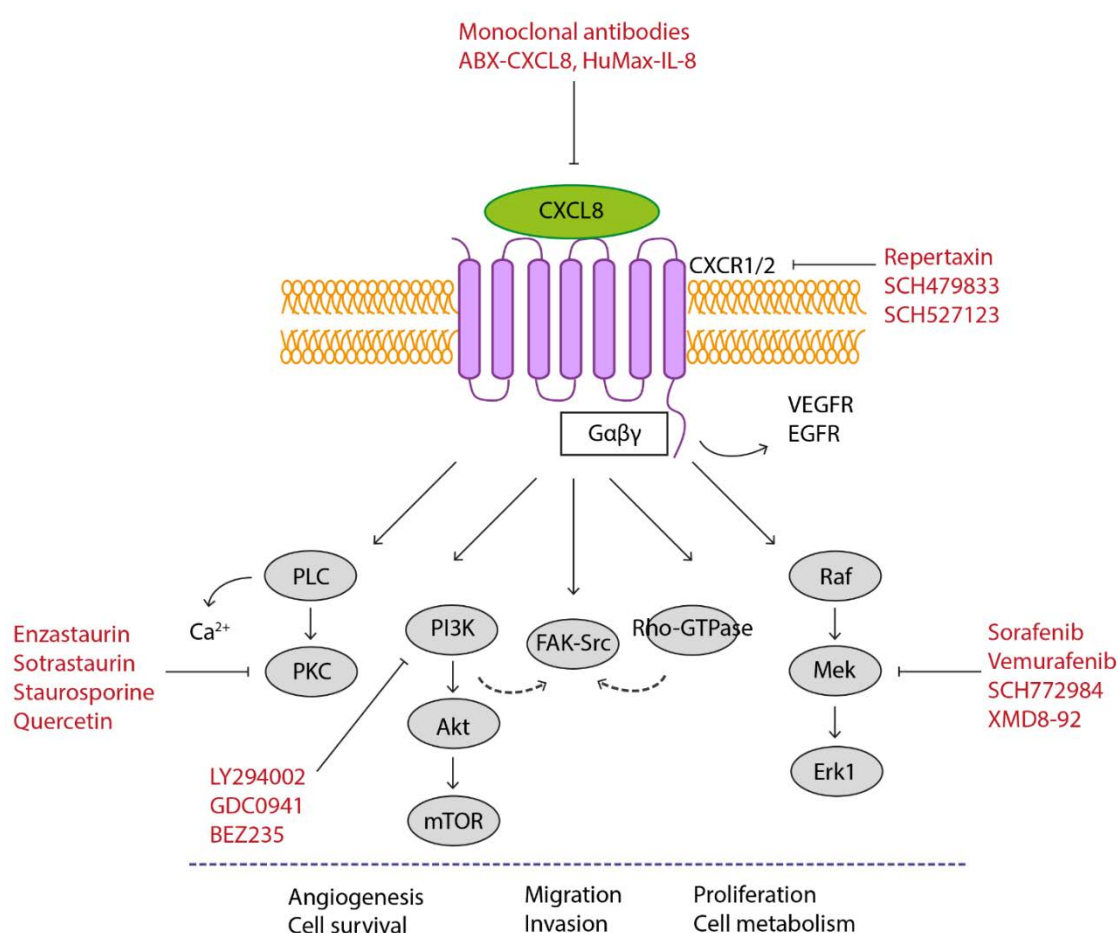 Monoclonal antibodies
ABX-CXCL8, HuMax-IL-8
CXCL8
CXCR1/2
Repertaxin
SCH479833
SCH527123
VEGFR
EGFR
Gαβγ
PLC
Raf
Ca²⁺
PI3K
FAK-Src
Rho-GTPase
Enzastaurin
Sotrastaurin
Staurosporine
Quercetin
PKC
Mek
Sorafenib
Vemurafenib
SCH772984
XMD8-92
Akt
Erk1
LY294002
GDC0941
BEZ235
mTOR
Angiogenesis
Cell survival
Migration
Invasion
Proliferation
Cell metabolism